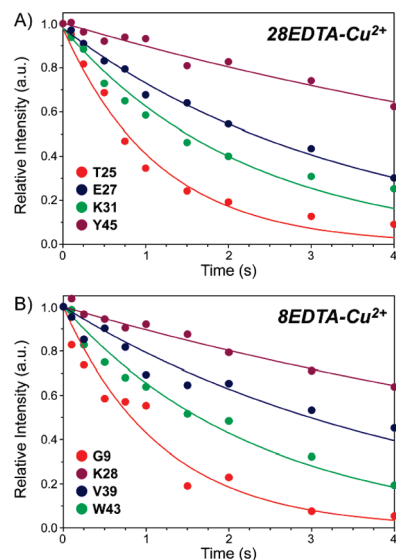 A) 28EDTA-Cu²⁺
Relative Intensity (a.u.)
1.0
0.8
0.6
0.4
0.2
0.0
T25
E27
K31
Y45
0 1 2 3 4
Time (s)
B) 8EDTA-Cu²⁺
Relative Intensity (a.u.)
1.0
0.8
0.6
0.4
0.2
0.0
G9
K28
V39
W43
0 1 2 3 4
Time (s)